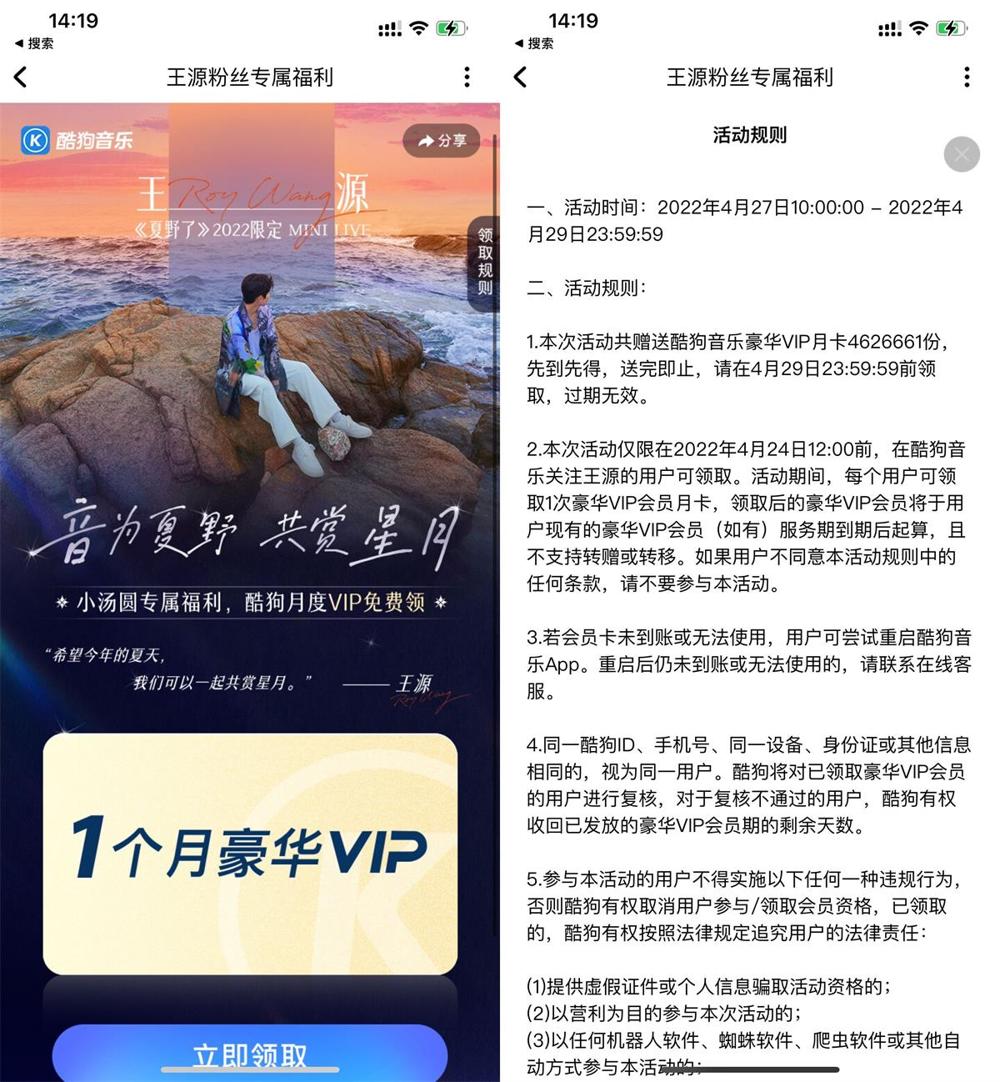 14:19
搜索
王源粉丝专属福利
酷狗音乐
分享
王 Roy Wang 源
《夏野了》2022限定 MINI LIVE
领取规则
音为夏野 共赏星月
小汤圆专属福利，酷狗月度VIP免费领
“希望今年的夏天，
我们可以一起共赏星月。” —— 王源
Roy Wang
1个月豪华VIP
立即领取
14:19
搜索
王源粉丝专属福利
活动规则
一、活动时间：2022年4月27日10:00:00 – 2022年4
月29日23:59:59
二、活动规则：
1.本次活动共赠送酷狗音乐豪华VIP月卡4626661份，
先到先得，送完即止，请在4月29日23:59:59前领
取，过期无效。
2.本次活动仅限在2022年4月24日12:00前，在酷狗音
乐关注王源的用户可领取。活动期间，每个用户可领
取1次豪华VIP会员月卡，领取后的豪华VIP会员将于用
户现有的豪华VIP会员（如有）服务期到期后起算，且
不支持转赠或转移。如果用户不同意本活动规则中的
任何条款，请不要参与本活动。
3.若会员卡未到账或无法使用，用户可尝试重启酷狗音
乐App。重启后仍未到账或无法使用的，请联系在线客
服。
4.同一酷狗ID、手机号、同一设备、身份证或其他信息
相同的，视为同一用户。酷狗将对已领取豪华VIP会员
的用户进行复核，对于复核不通过的用户，酷狗有权
收回已发放的豪华VIP会员期的剩余天数。
5.参与本活动的用户不得实施以下任何一种违规行为，
否则酷狗有权取消用户参与/领取会员资格，已领取
的，酷狗有权按照法律规定追究用户的法律责任：
(1)提供虚假证件或个人信息骗取活动资格的；
(2)以营利为目的参与本次活动的；
(3)以任何机器人软件、蜘蛛软件、爬虫软件或其他自
动方式参与本活动的；